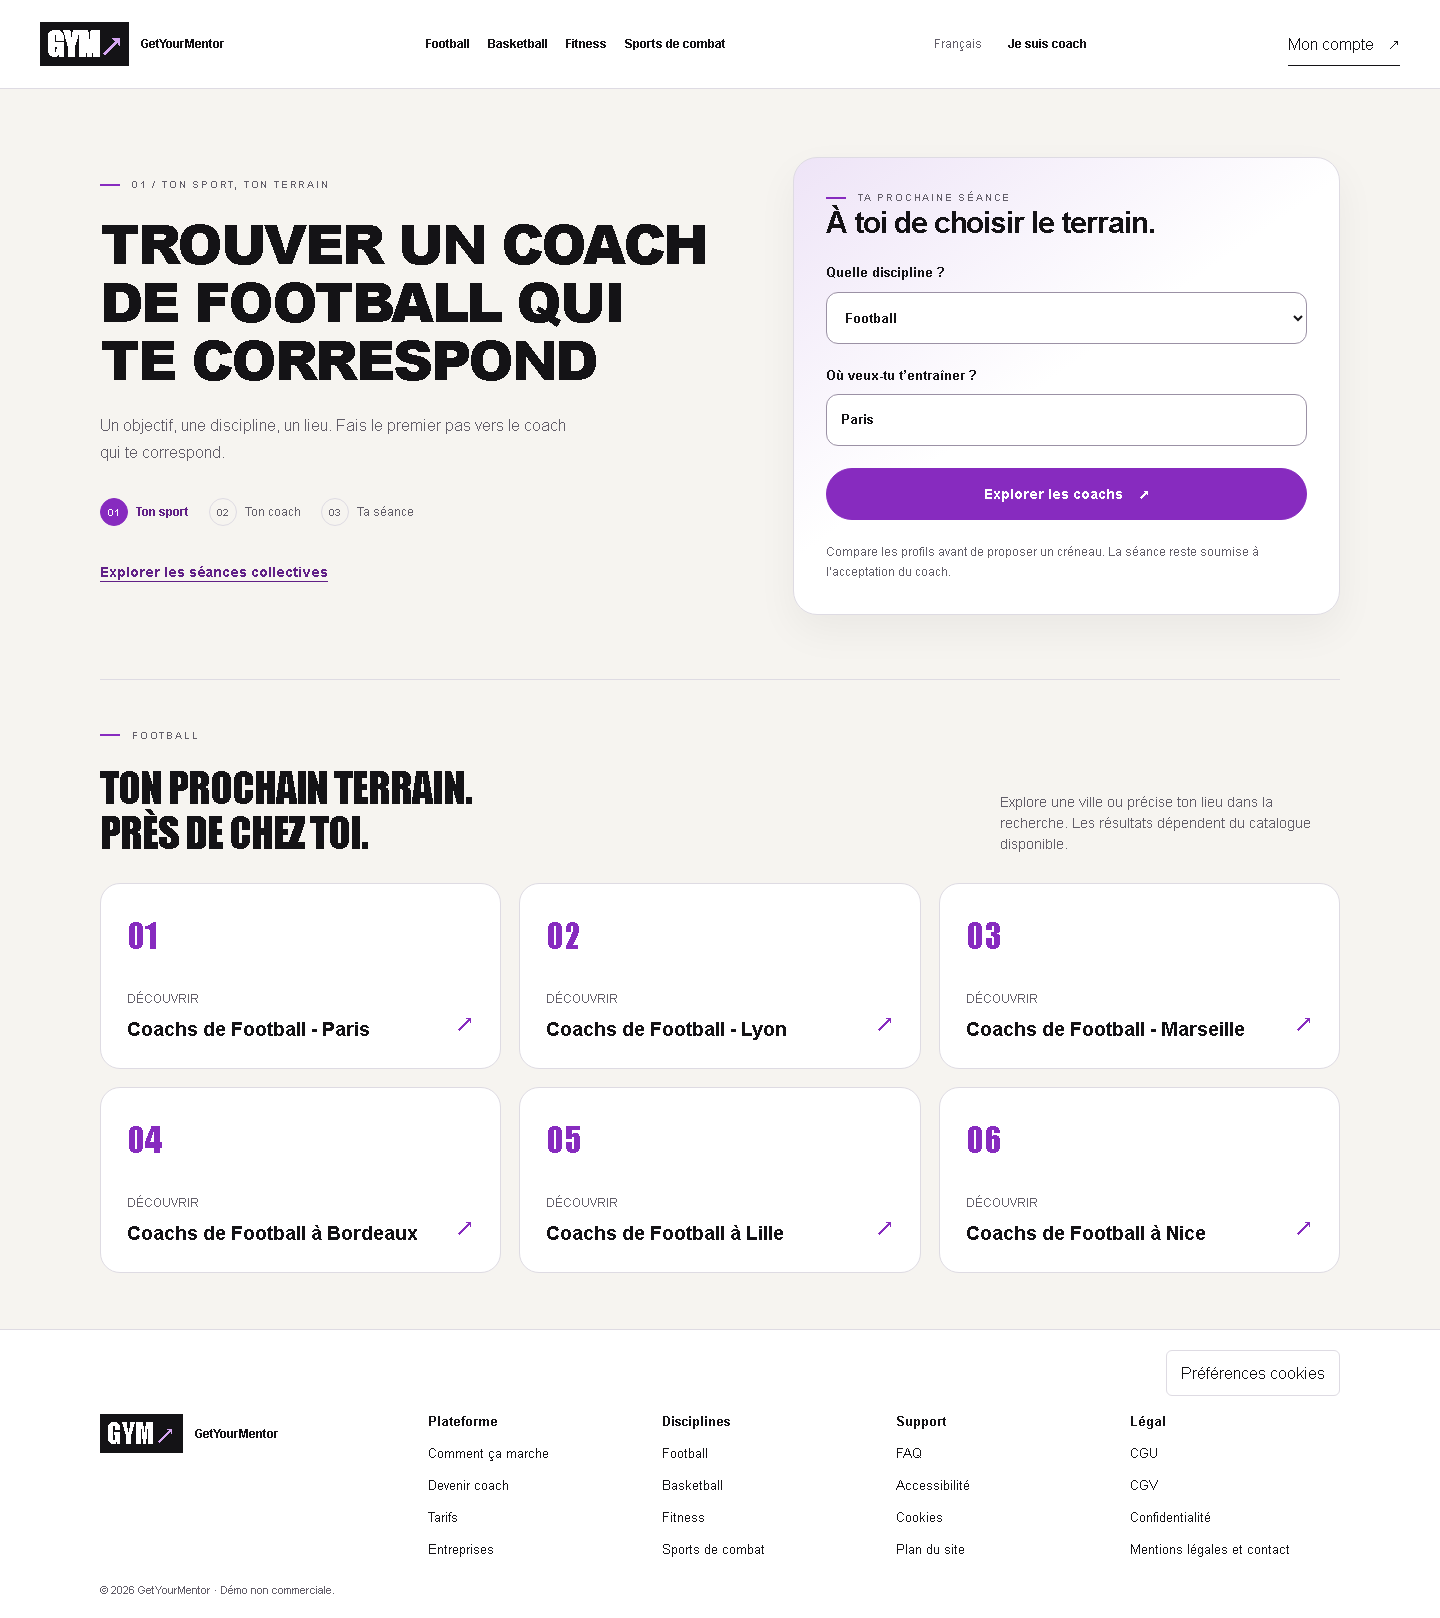 GYM↗ GetYourMentor
Football Basketball Fitness Sports de combat
Français Je suis coach
Mon compte ↗
01 / TON SPORT, TON TERRAIN
TROUVER UN COACH
DE FOOTBALL QUI
TE CORRESPOND
Un objectif, une discipline, un lieu. Fais le premier pas vers le coach
qui te correspond.
01 Ton sport 02 Ton coach 03 Ta séance
Explorer les séances collectives
TA PROCHAINE SÉANCE
À toi de choisir le terrain.
Quelle discipline ?
Football
Où veux-tu t’entraîner ?
Paris
Explorer les coachs ↗
Compare les profils avant de proposer un créneau. La séance reste soumise à
l’acceptation du coach.
FOOTBALL
TON PROCHAIN TERRAIN.
PRÈS DE CHEZ TOI.
Explore une ville ou précise ton lieu dans la
recherche. Les résultats dépendent du catalogue
disponible.
01
DÉCOUVRIR
Coachs de Football - Paris ↗
02
DÉCOUVRIR
Coachs de Football - Lyon ↗
03
DÉCOUVRIR
Coachs de Football - Marseille ↗
04
DÉCOUVRIR
Coachs de Football à Bordeaux ↗
05
DÉCOUVRIR
Coachs de Football à Lille ↗
06
DÉCOUVRIR
Coachs de Football à Nice ↗
Préférences cookies
GYM↗ GetYourMentor
Plateforme
Comment ça marche
Devenir coach
Tarifs
Entreprises
Disciplines
Football
Basketball
Fitness
Sports de combat
Support
FAQ
Accessibilité
Cookies
Plan du site
Légal
CGU
CGV
Confidentialité
Mentions légales et contact
© 2026 GetYourMentor · Démo non commerciale.